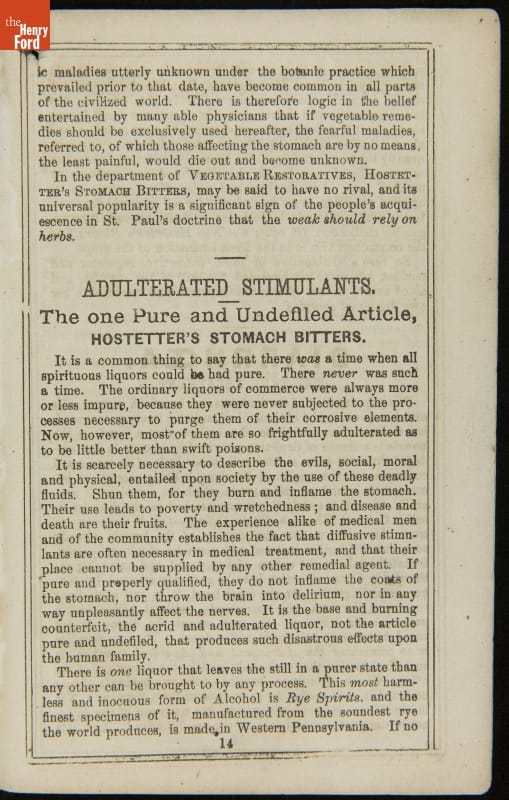 the
Henry
Ford
ic maladies utterly unknown under the botanic practice which
prevailed prior to that date, have become common in all parts
of the civilized world. There is therefore logic in the belief
entertained by many able physicians that if vegetable reme-
dies should be exclusively used hereafter, the fearful maladies,
referred to, of which those affecting the stomach are by no means,
the least painful, would die out and become unknown.
In the department of VEGETABLE RESTORATIVES, HOSTET-
TER'S STOMACH BITTERS, may be said to have no rival, and its
universal popularity is a significant sign of the people's acqui-
escence in St. Paul's doctrine that the weak should rely on
herbs.
ADULTERATED STIMULANTS.
The one Pure and Undefiled Article,
HOSTETTER'S STOMACH BITTERS.
It is a common thing to say that there was a time when all
spirituous liquors could be had pure. There never was such
a time. The ordinary liquors of commerce were always more
or less impure, because they were never subjected to the pro-
cesses necessary to purge them of their corrosive elements.
Now, however, most of them are so frightfully adulterated as
to be little better than swift poisons.
It is scarcely necessary to describe the evils, social, moral
and physical, entailed upon society by the use of these deadly
fluids. Shun them, for they burn and inflame the stomach.
Their use leads to poverty and wretchedness; and disease and
death are their fruits. The experience alike of medical men
and of the community establishes the fact that diffusive stimu-
lants are often necessary in medical treatment, and that their
place cannot be supplied by any other remedial agent. If
pure and properly qualified, they do not inflame the coats of
the stomach, nor throw the brain into delirium, nor in any
way unpleasantly affect the nerves. It is the base and burning
counterfeit, the acrid and adulterated liquor, not the article
pure and undefiled, that produces such disastrous effects upon
the human family.
There is one liquor that leaves the still in a purer state than
any other can be brought to by any process. This most harm-
less and inocuous form of Alcohol is Rye Spirits, and the
finest specimens of it, manufactured from the soundest rye
the world produces, is made in Western Pennsylvania. If no
14